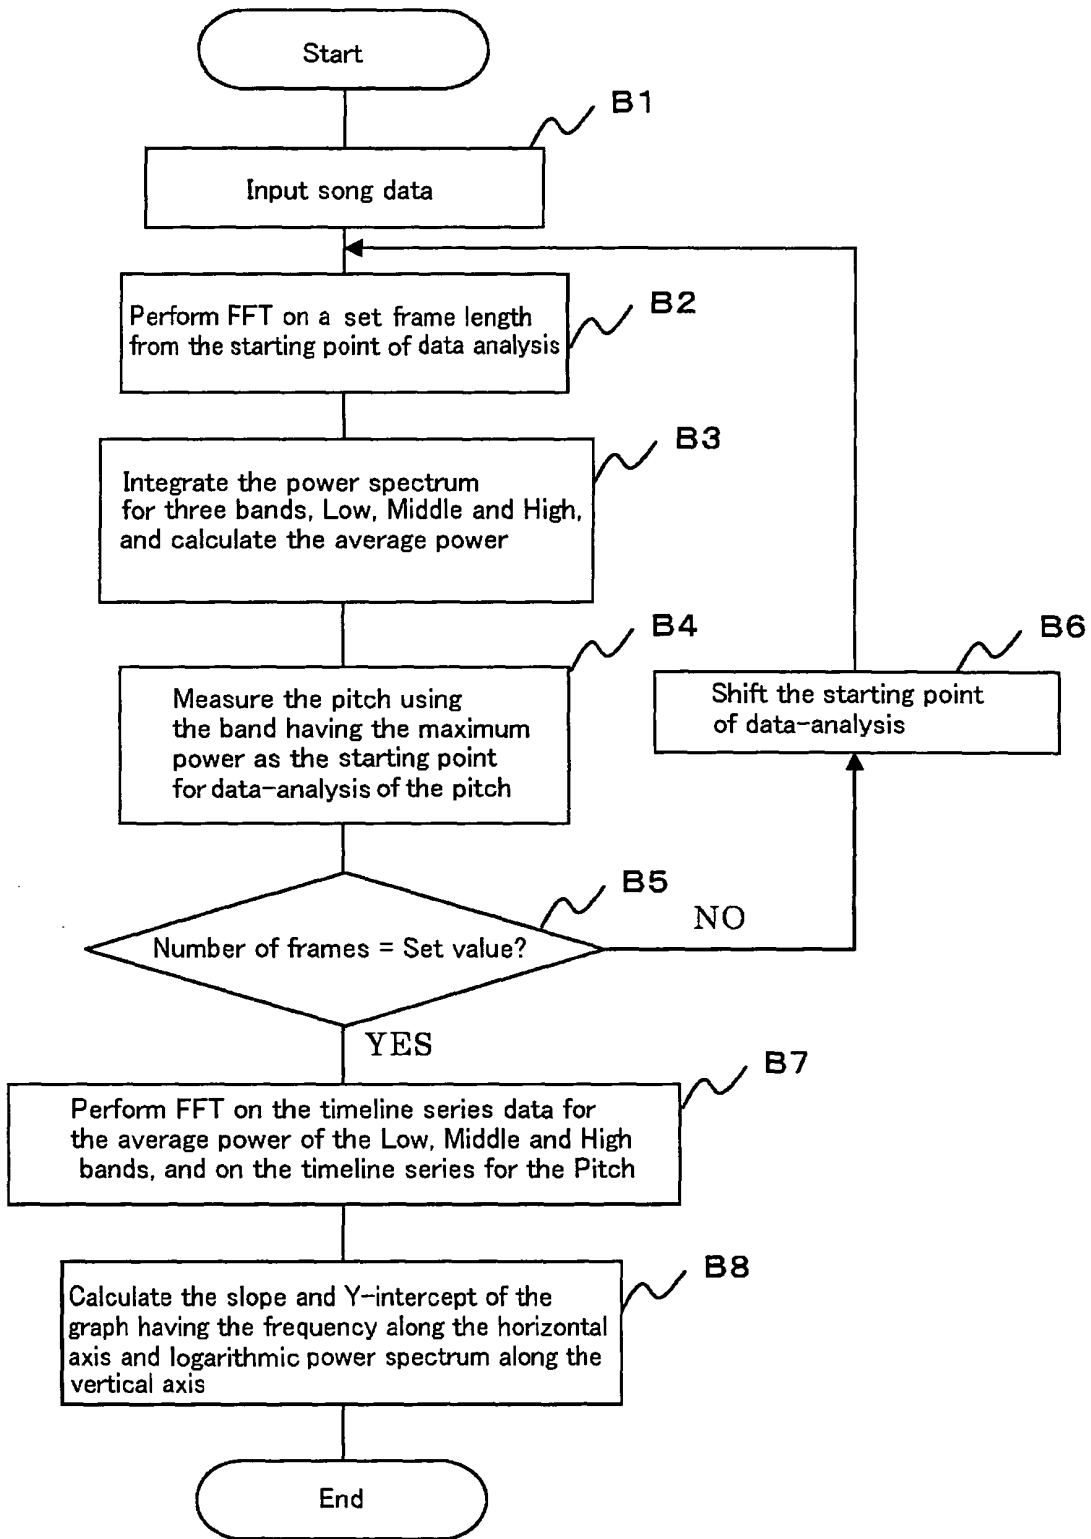 Start
B1
Input song data
B2
Perform FFT on a set frame length
from the starting point of data analysis
B3
Integrate the power spectrum
for three bands, Low, Middle and High,
and calculate the average power
B4
Measure the pitch using
the band having the maximum
power as the starting point
for data-analysis of the pitch
B6
Shift the starting point
of data-analysis
B5
Number of frames = Set value?
NO
YES
B7
Perform FFT on the timeline series data for
the average power of the Low, Middle and High
bands, and on the timeline series for the Pitch
B8
Calculate the slope and Y-intercept of the
graph having the frequency along the horizontal
axis and logarithmic power spectrum along the
vertical axis
End